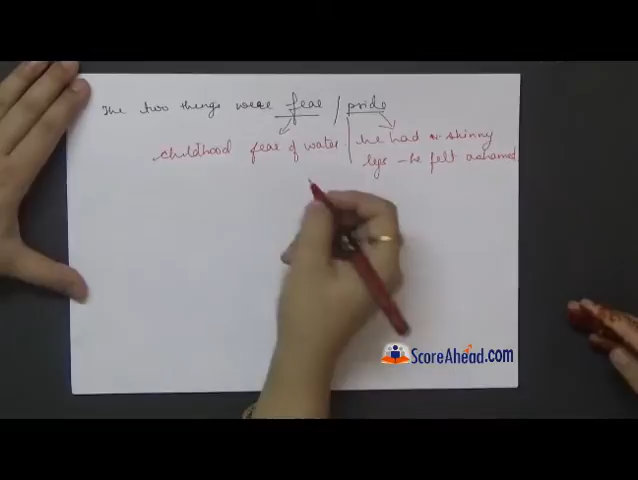 The two things were fear / pride
childhood fear of water
he had skinny
legs - he felt ashamed
ScoreAhead.com